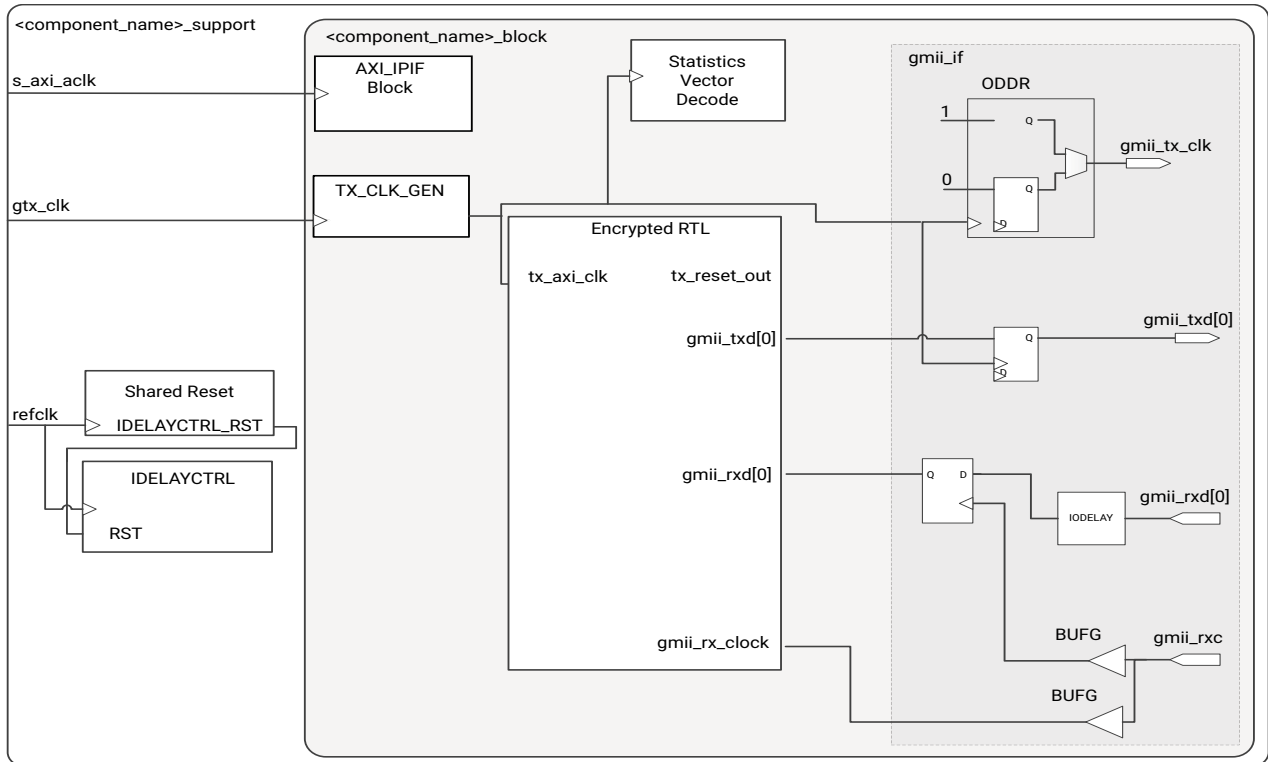 <component_name>_support
<component_name>_block
s_axi_aclk
AXI_IPIF
Block
Statistics
Vector
Decode
gmii_if
ODDR
1
Q
gmii_tx_clk
0
Q
D
gtx_clk
TX_CLK_GEN
Encrypted RTL
tx_axi_clk
tx_reset_out
gmii_txd[0]
Q
D
gmii_txd[0]
Shared Reset
refclk
IDELAYCTRL_RST
IDELAYCTRL
RST
gmii_rxd[0]
Q
D
IODELAY
gmii_rxd[0]
gmii_rx_clock
BUFG
gmii_rxc
BUFG